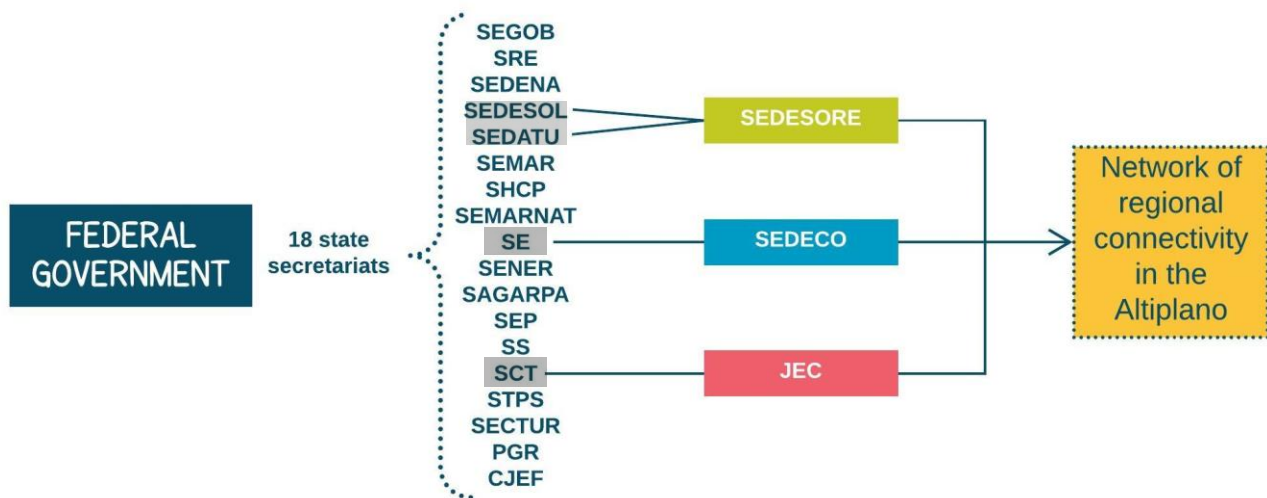 FEDERAL
GOVERNMENT
18 state
secretariats
SEGOB
SRE
SEDENA
SEDESOL
SEDATU
SEMAR
SHCP
SEMARNAT
SE
SENER
SAGARPA
SEP
SS
SCT
STPS
SECTUR
PGR
CJEF
SEDESORE
SEDECO
JEC
Network of
regional
connectivity
in the
Altiplano